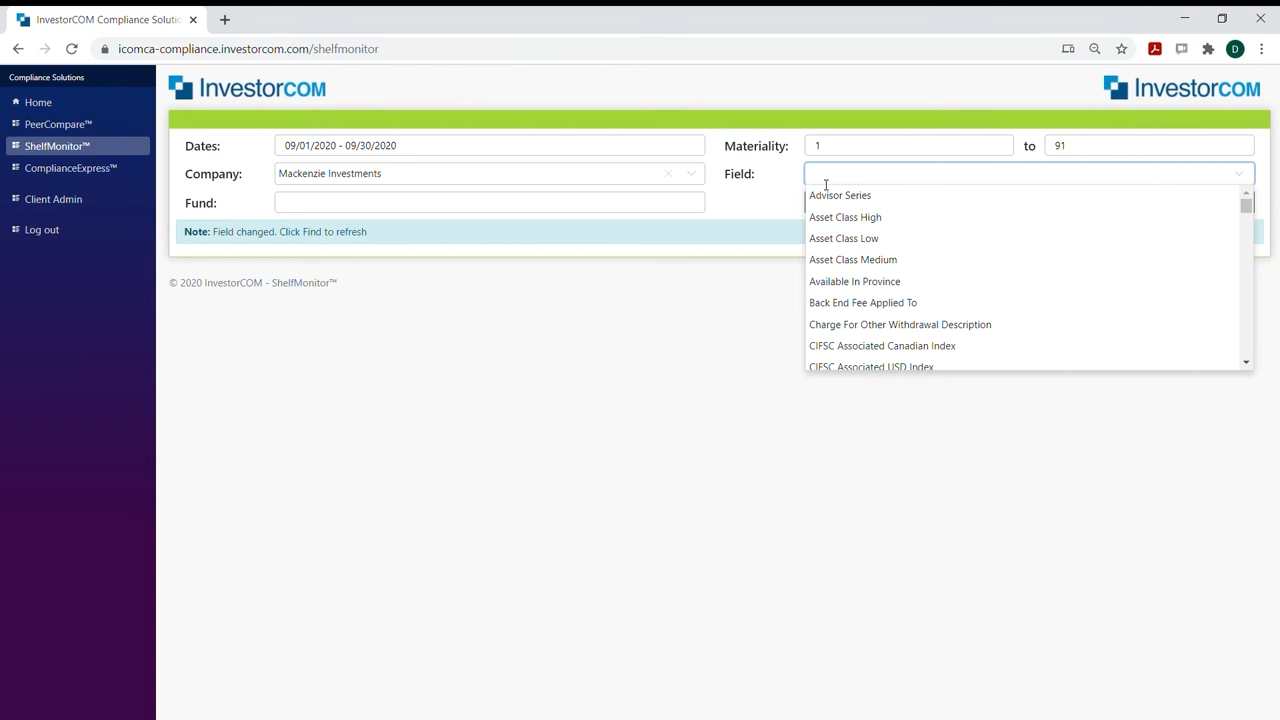 InvestorCOM Compliance Soluti
icomca-compliance.investorcom.com/shelfmonitor
D
Compliance Solutions
Home
PeerCompare™
ShelfMonitor™
ComplianceExpress™
Client Admin
Log out
InvestorCOM
InvestorCOM
Dates: 09/01/2020 - 09/30/2020 Materiality: 1 to 91
Company: Mackenzie Investments Field:
Fund:
Note: Field changed. Click Find to refresh
Advisor Series
Asset Class High
Asset Class Low
Asset Class Medium
Available In Province
Back End Fee Applied To
Charge For Other Withdrawal Description
CIFSC Associated Canadian Index
CIFSC Associated USD Index
© 2020 InvestorCOM - ShelfMonitor™